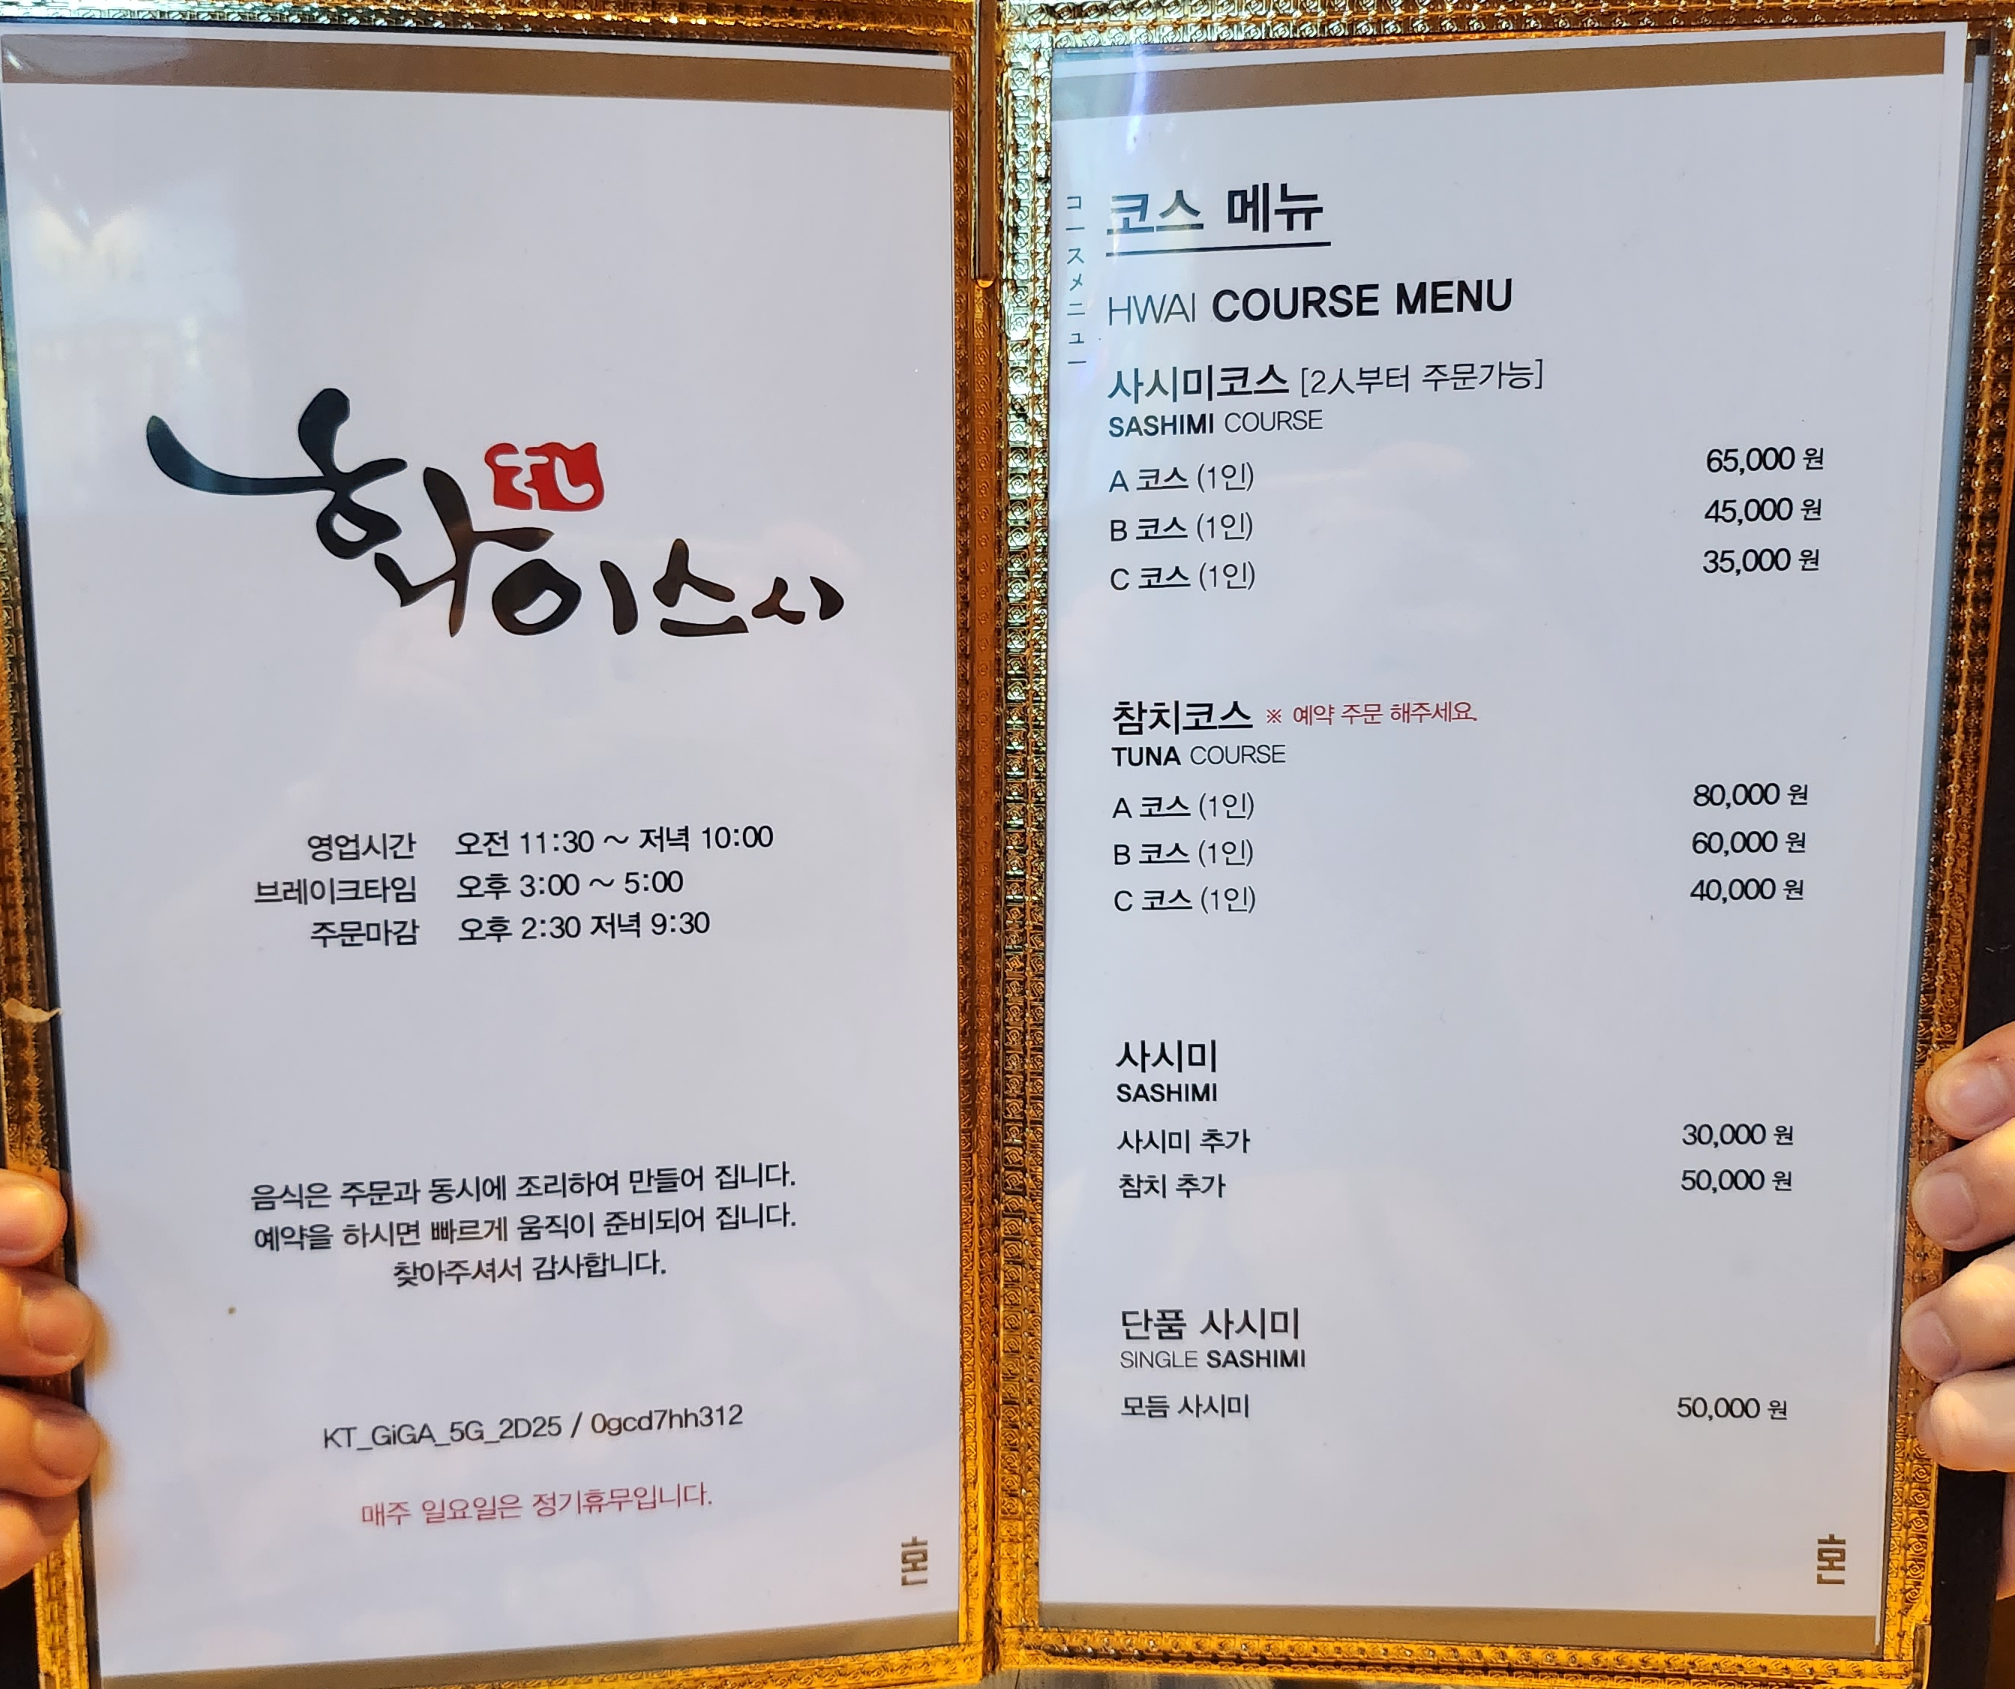 화이스시
영업시간 오전 11:30 ~ 저녁 10:00
브레이크타임 오후 3:00 ~ 5:00
주문마감 오후 2:30 저녁 9:30
음식은 주문과 동시에 조리하여 만들어 집니다.
예약을 하시면 빠르게 움직이 준비되어 집니다.
찾아주셔서 감사합니다.
KT_GiGA_5G_2D25 / 0gcd7hh312
매주 일요일은 정기휴무입니다.
혼
コースメニュー
코스 메뉴
HWAI COURSE MENU
사시미코스 [2人부터 주문가능]
SASHIMI COURSE
A 코스 (1인) 65,000 원
B 코스 (1인) 45,000 원
C 코스 (1인) 35,000 원
참치코스 ※ 예약 주문 해주세요.
TUNA COURSE
A 코스 (1인) 80,000 원
B 코스 (1인) 60,000 원
C 코스 (1인) 40,000 원
사시미
SASHIMI
사시미 추가 30,000 원
참치 추가 50,000 원
단품 사시미
SINGLE SASHIMI
모듬 사시미 50,000 원
혼